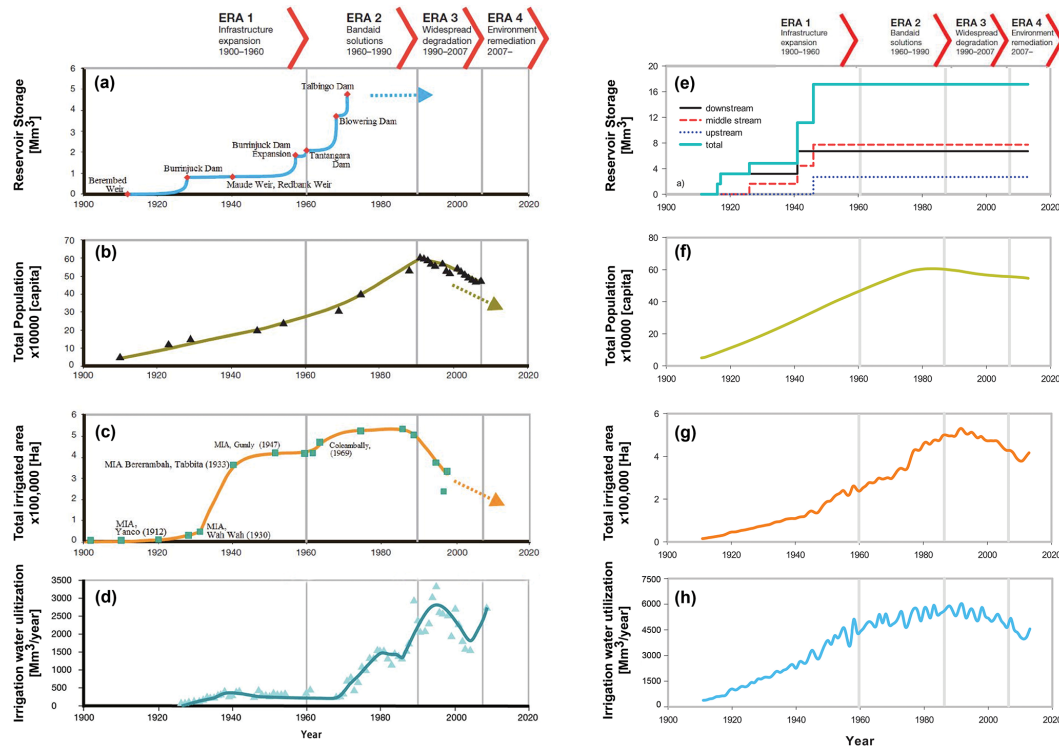 ERA 1
Infrastructure
expansion
1900–1960
ERA 2
Bandaid
solutions
1960–1990
ERA 3
Widespread
degradation
1990–2007
ERA 4
Environment
remediation
2007–
(a)
Reservoir Storage
[Mm³]
6
5
4
3
2
1
0
Berembed
Weir
Burrinjuck Dam
Maude Weir, Redbank Weir
Burrinjuck Dam
Expansion
Tantangara
Dam
Blowering Dam
Talbingo Dam
1900
1920
1940
1960
1980
2000
2020
(b)
Total Population
x10000 [capita]
70
60
50
40
30
20
10
0
1900
1920
1940
1960
1980
2000
2020
(c)
Total irrigated area
x100,000 [Ha]
6
5
4
3
2
1
0
MIA,
Yanco (1912)
MIA,
Wah Wah (1930)
MIA Bererambah, Tabbita (1933)
MIA, Gumly (1947)
Coleambally,
(1969)
1900
1920
1940
1960
1980
2000
2020
(d)
Irrigation water uiltization
[Mm³/year]
3500
3000
2500
2000
1500
1000
500
0
1900
1920
1940
1960
1980
2000
2020
Year
ERA 1
Infrastructure
expansion
1900–1960
ERA 2
Bandaid
solutions
1960–1990
ERA 3
Widespread
degradation
1990–2007
ERA 4
Environment
remediation
2007–
(e)
Reservoir Storage
[Mm³]
20
16
12
8
4
0
downstream
middle stream
upstream
total
a)
1900
1920
1940
1960
1980
2000
2020
(f)
Total Population
x10000 [capita]
80
60
40
20
0
1900
1920
1940
1960
1980
2000
2020
(g)
Total irrigated area
x100,000 [Ha]
6
4
2
0
1900
1920
1940
1960
1980
2000
2020
(h)
Irrigation water utilization
[Mm³/year]
7500
6000
4500
3000
1500
0
1900
1920
1940
1960
1980
2000
2020
Year